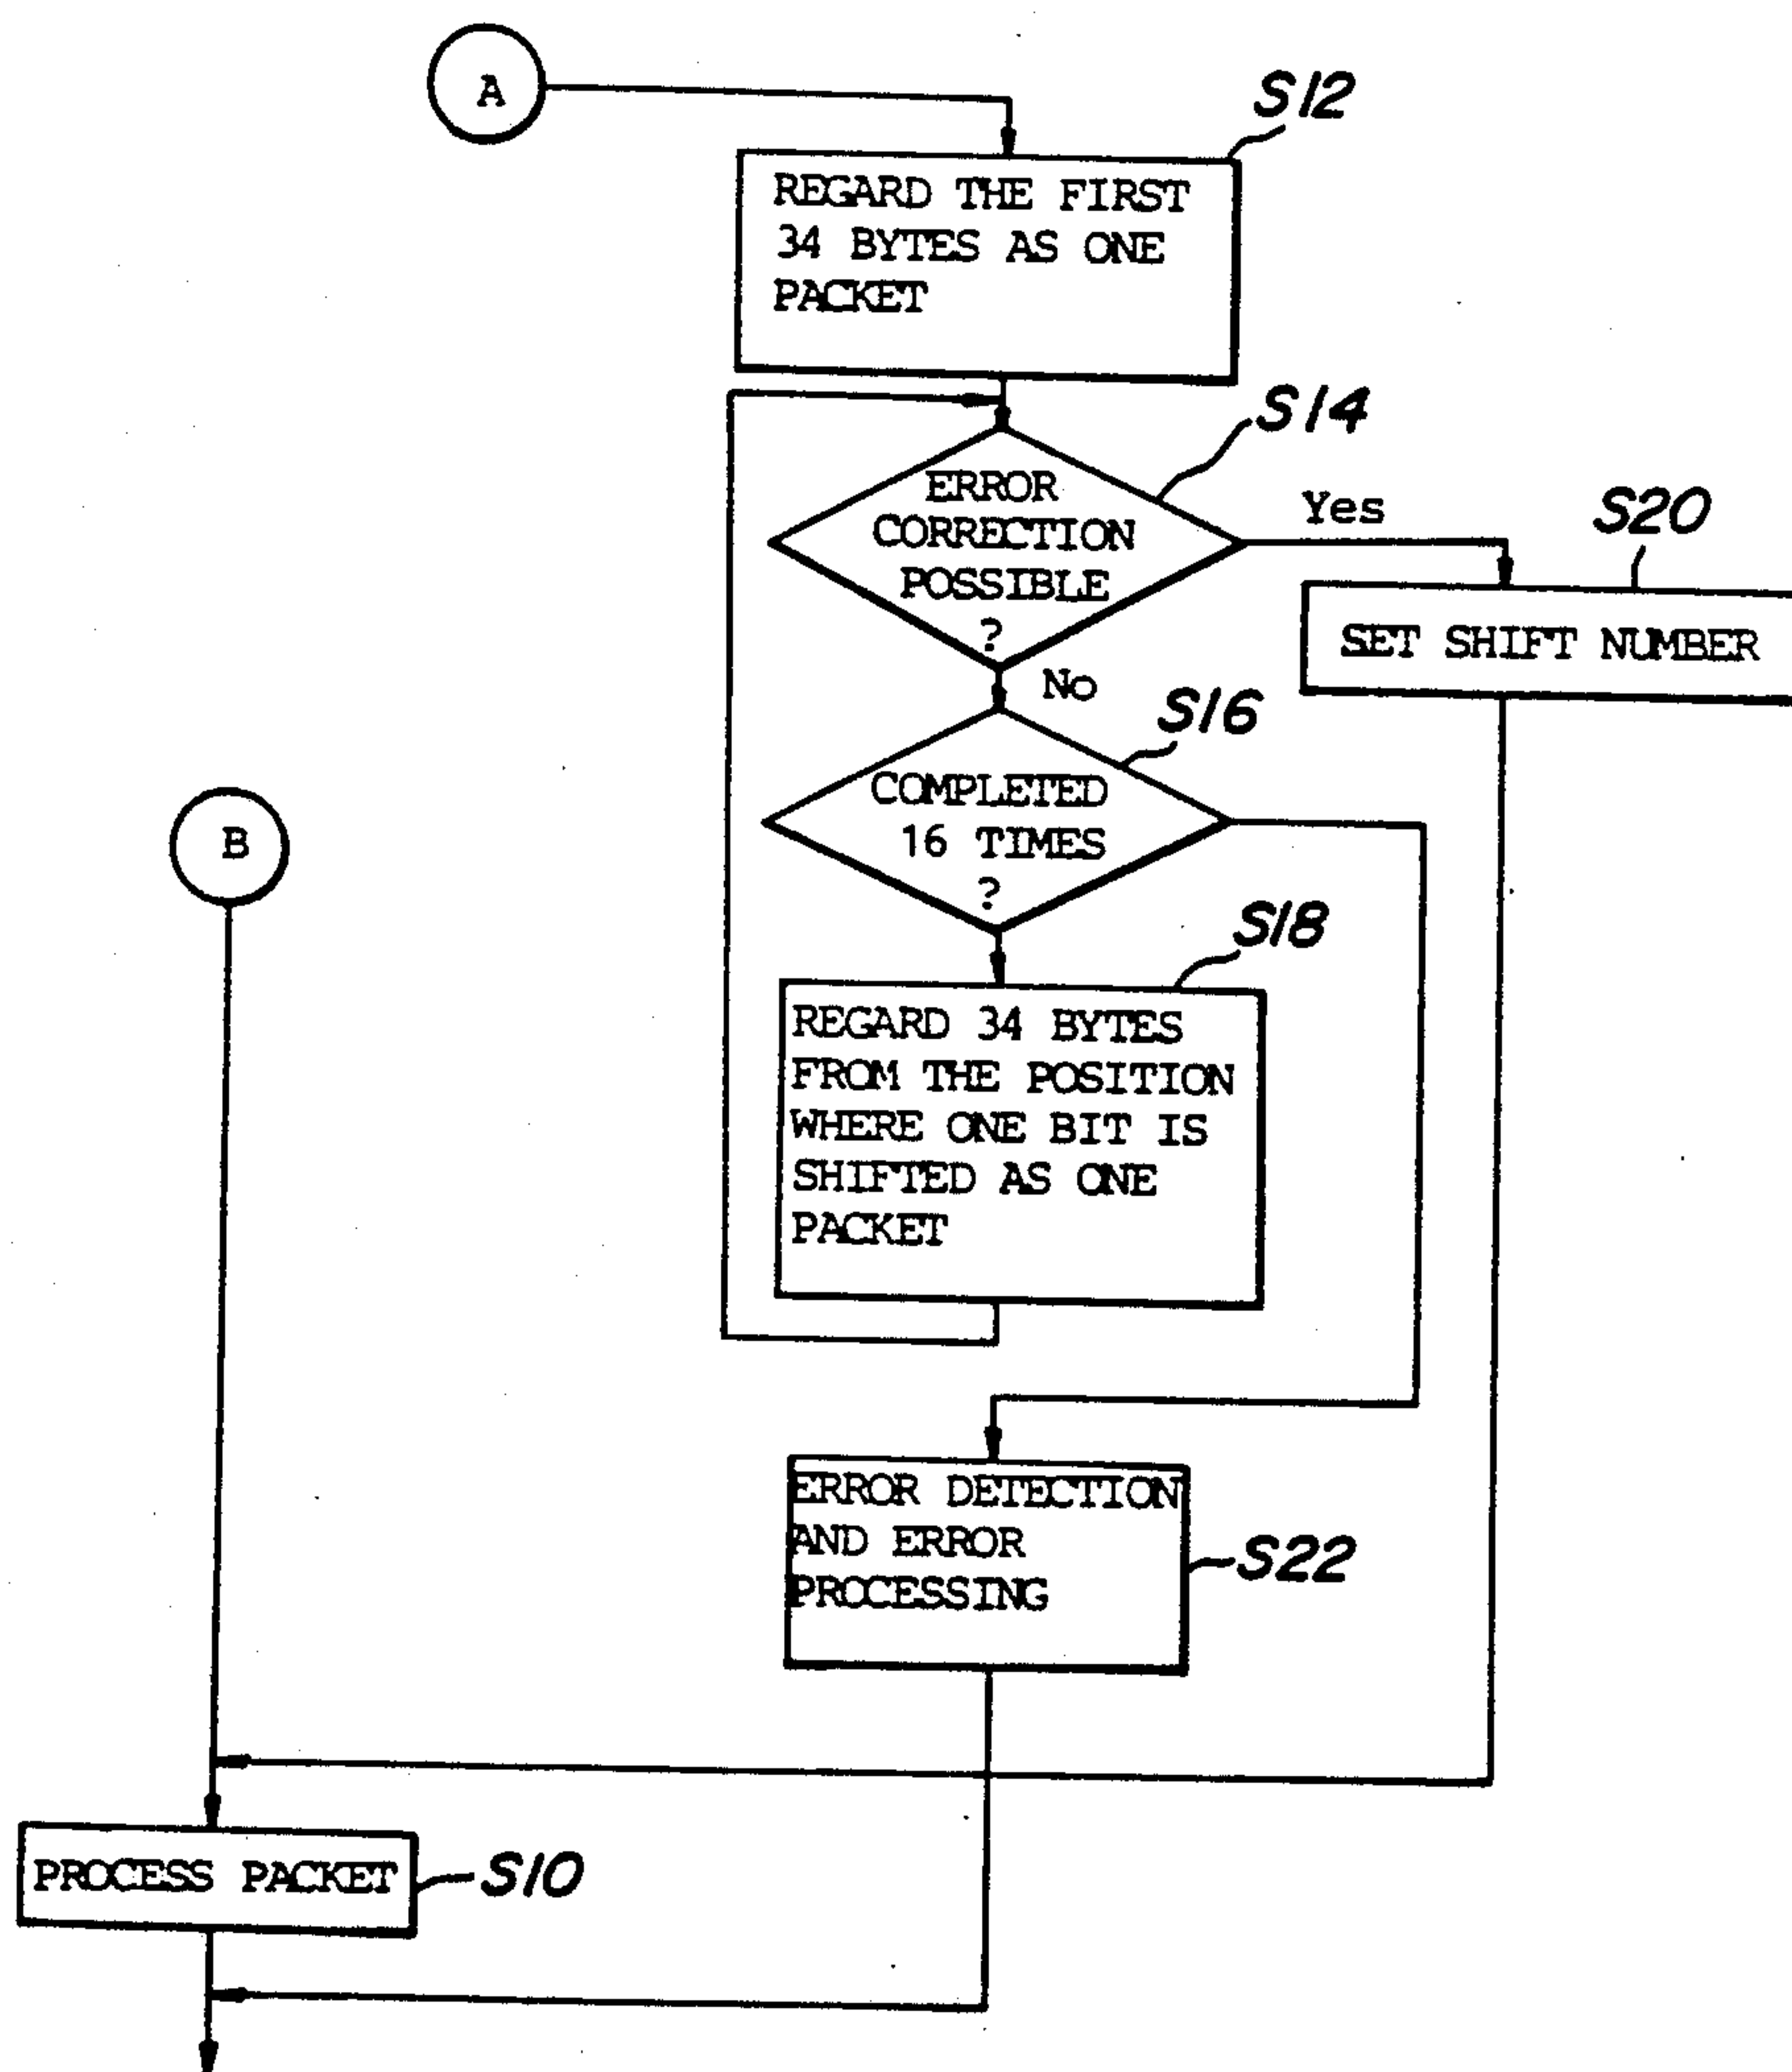 A
S12
REGARD THE FIRST
34 BYTES AS ONE
PACKET
S14
ERROR
CORRECTION
POSSIBLE
?
Yes
S20
SET SHIFT NUMBER
No
S16
COMPLETED
16 TIMES
?
B
S18
REGARD 34 BYTES
FROM THE POSITION
WHERE ONE BIT IS
SHIFTED AS ONE
PACKET
ERROR DETECTION
AND ERROR
PROCESSING
S22
PROCESS PACKET
S10